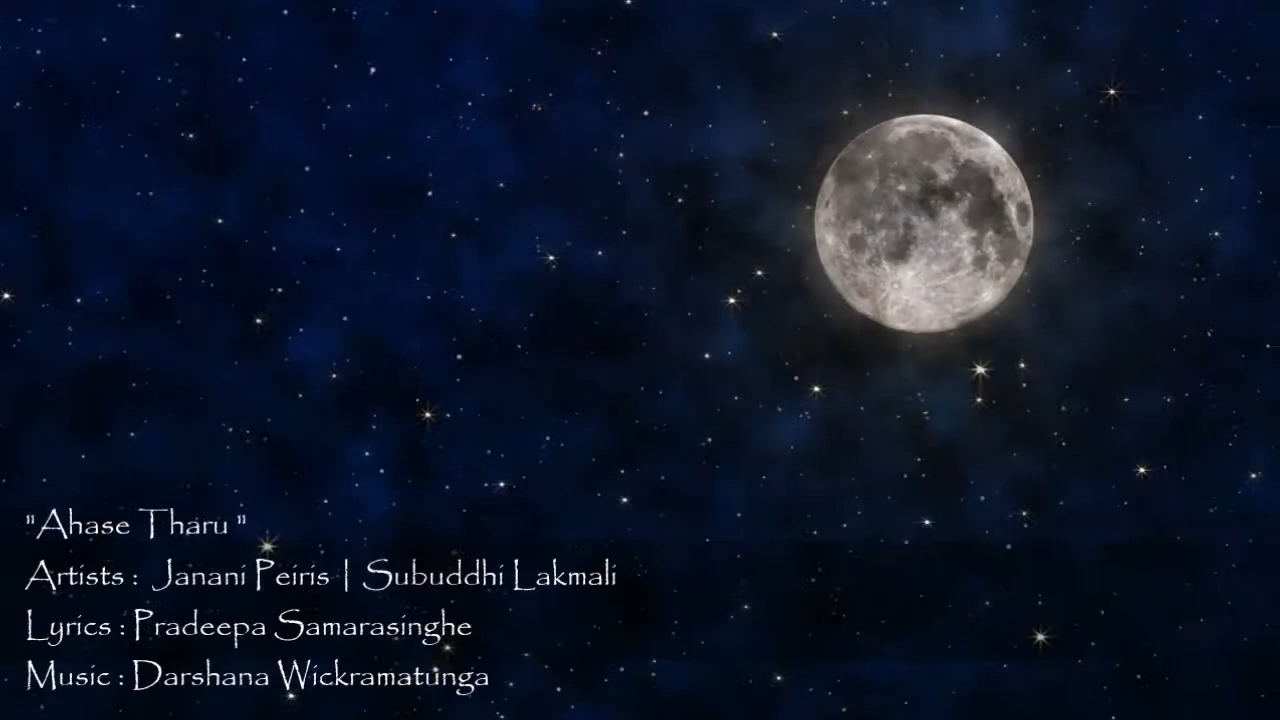 "Ahase Tharu "
Artists : Janani Peiris | Subuddhi Lakmali
Lyrics : Pradeepa Samarasinghe
Music : Darshana Wickramatunga